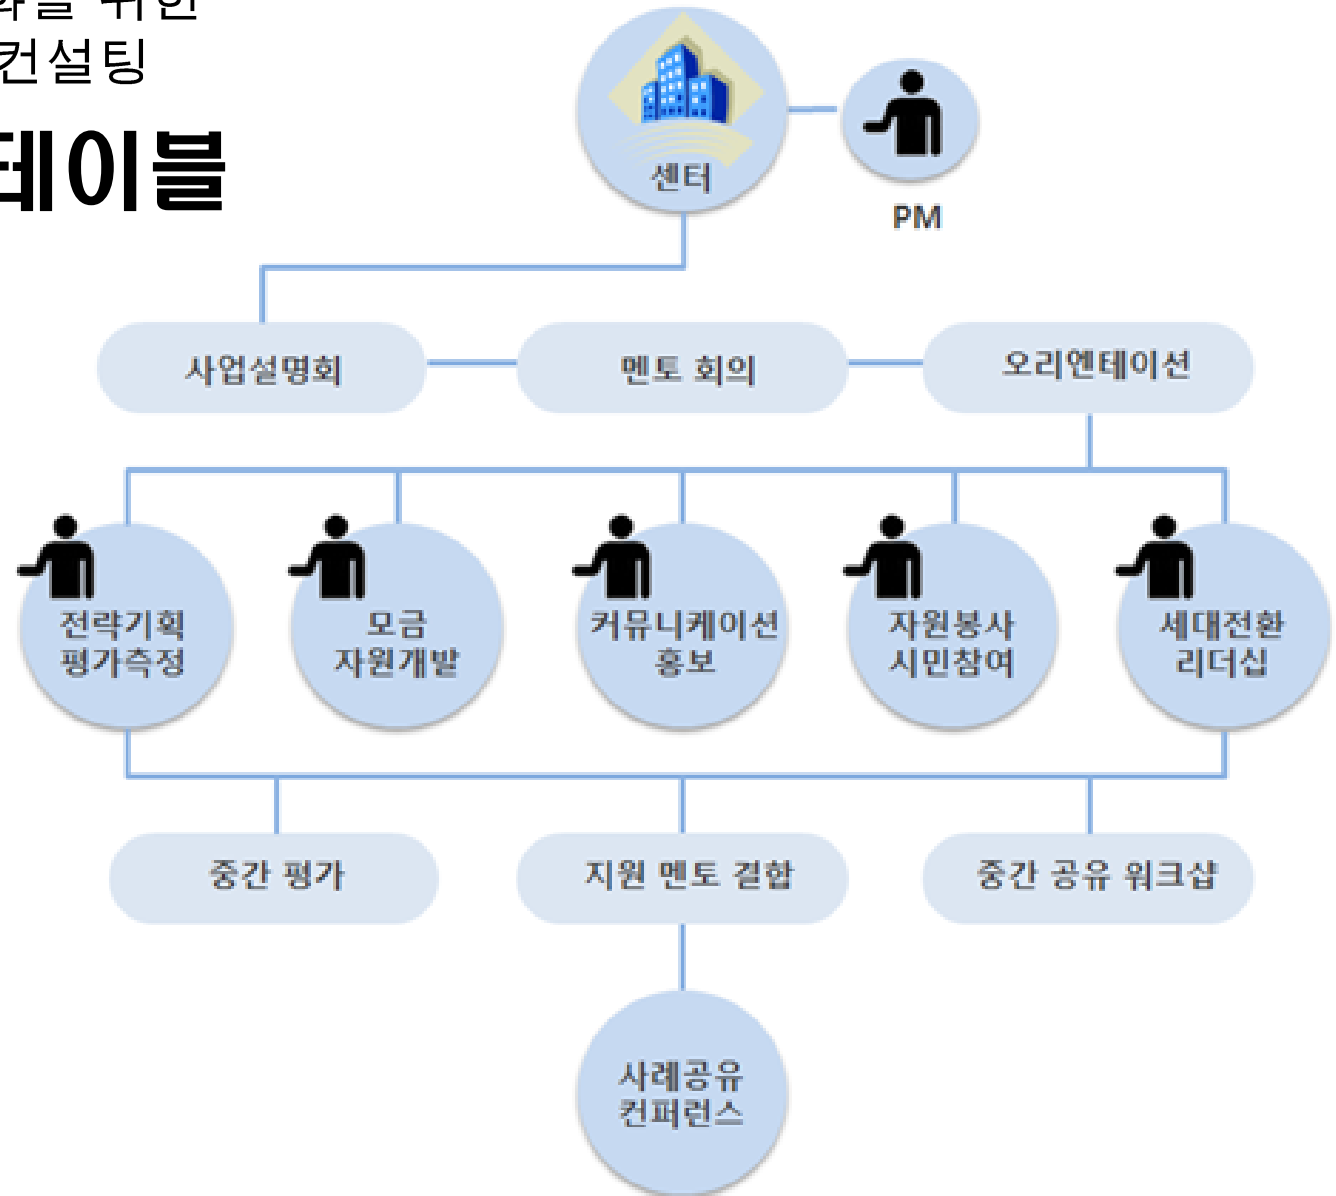 위한
컨설팅
테이블
센터
PM
사업설명회
멘토 회의
오리엔테이션
전략기획
평가측정
모금
자원개발
커뮤니케이션
홍보
자원봉사
시민참여
세대전환
리더십
중간 평가
지원 멘토 결합
중간 공유 워크샵
사례공유
컨퍼런스